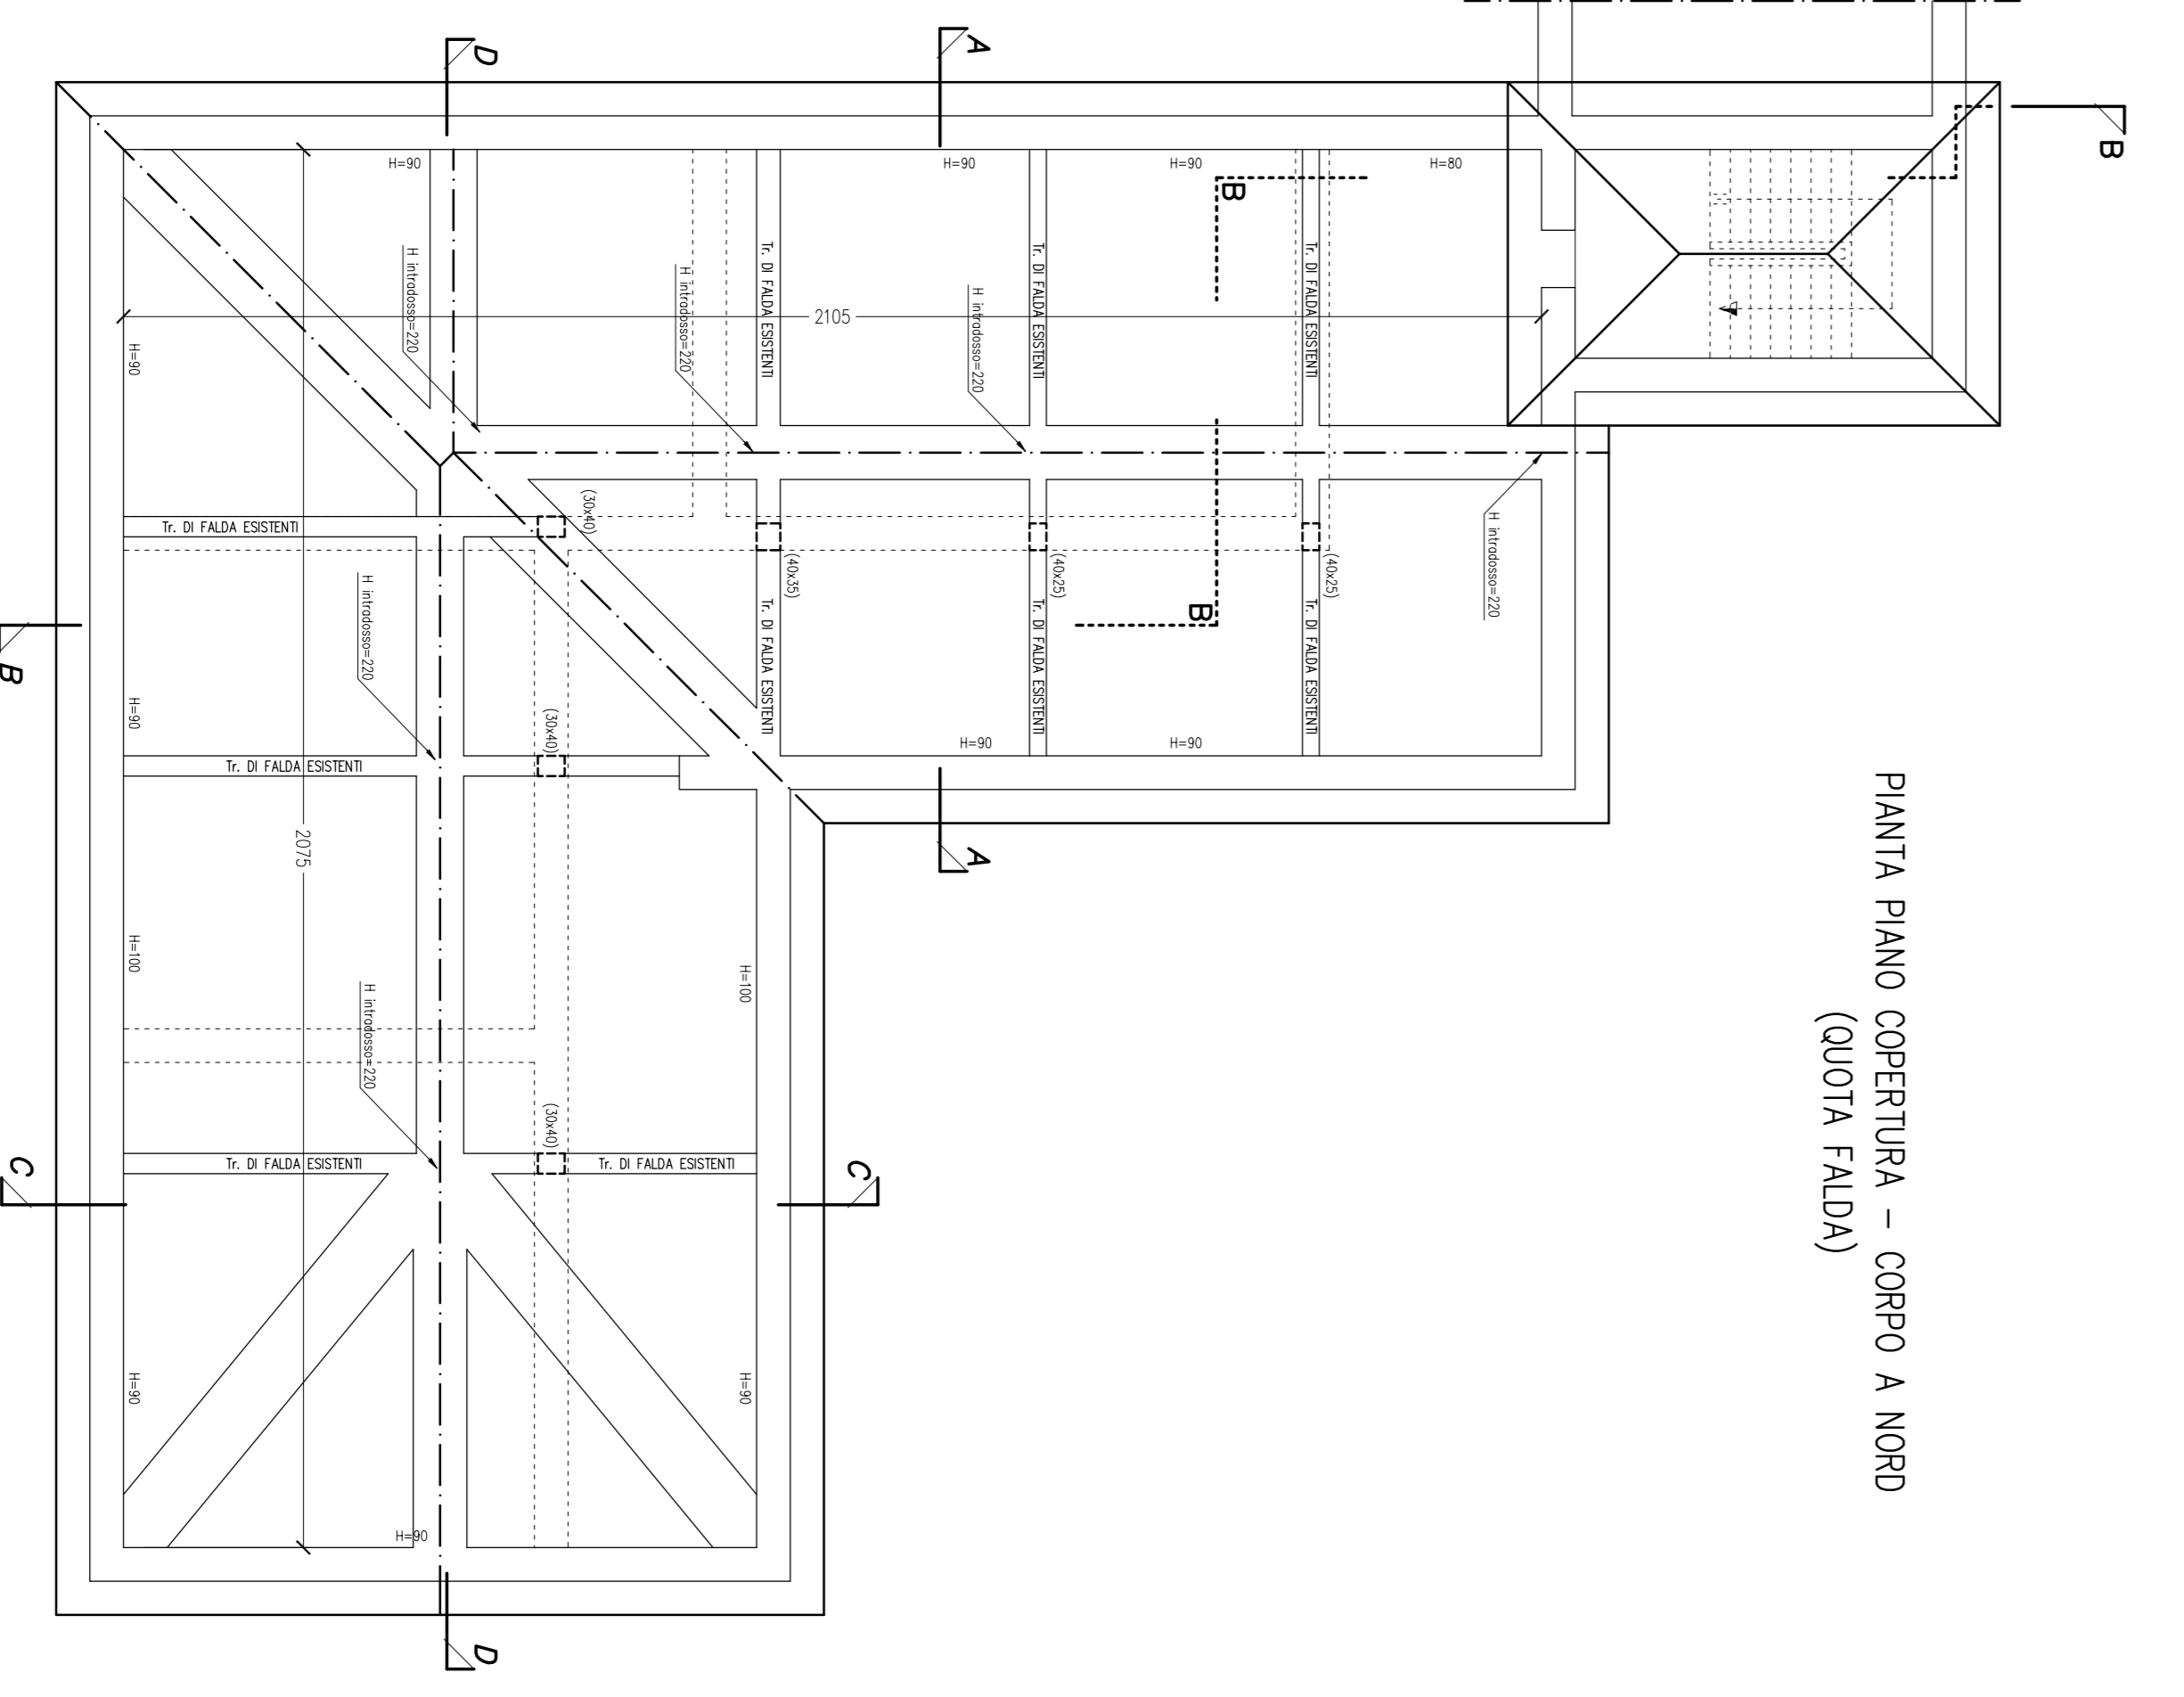 PIANTA PIANO COPERTURA - CORPO A NORD
(QUOTA FALDA)
D
A
B
H=90
H=90
H=90
H=80
B
Tr. DI FALDA ESISTENTI
Tr. DI FALDA ESISTENTI
Tr. DI FALDA ESISTENTI
H intradosso=220
H intradosso=220
H intradosso=220
2105
H=90
(30x40)
Tr. DI FALDA ESISTENTI
(40x35)
(40x25)
(40x25)
H intradosso=220
H intradosso=220
B
Tr. DI FALDA ESISTENTI
Tr. DI FALDA ESISTENTI
Tr. DI FALDA ESISTENTI
B
H=90
(30x40)
H=90
H=90
Tr. DI FALDA ESISTENTI
2075
A
H=100
H=100
H intradosso=220
(30x40)
Tr. DI FALDA ESISTENTI
Tr. DI FALDA ESISTENTI
C
C
H=90
H=90
H=90
D